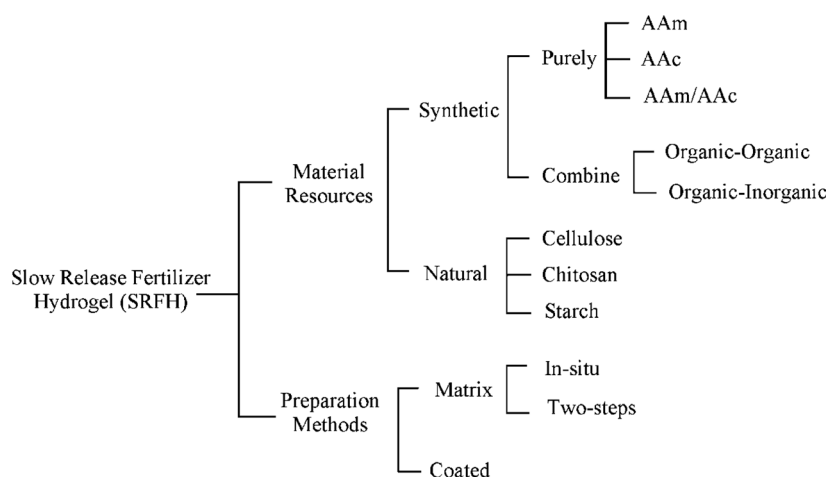 Slow Release Fertilizer
Hydrogel (SRFH)
Material
Resources
Synthetic
Purely
AAm
AAc
AAm/AAc
Combine
Organic-Organic
Organic-Inorganic
Natural
Cellulose
Chitosan
Starch
Preparation
Methods
Matrix
In-situ
Two-steps
Coated